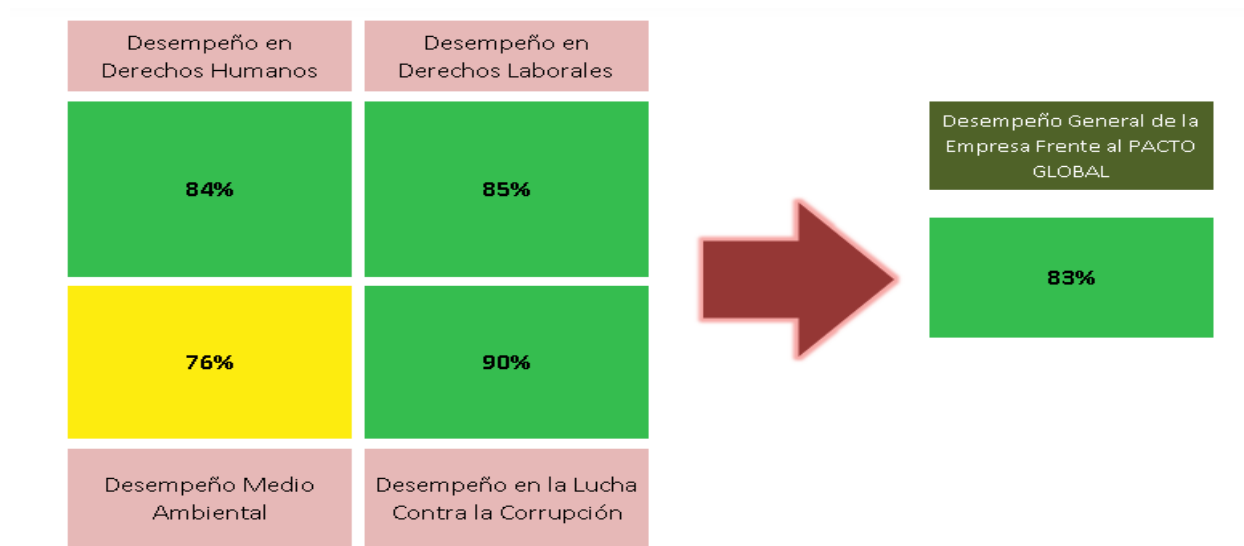 Desempeño en
Derechos Humanos
Desempeño en
Derechos Laborales
84%
85%
76%
90%
Desempeño Medio
Ambiental
Desempeño en la Lucha
Contra la Corrupción
Desempeño General de la
Empresa Frente al PACTO
GLOBAL
83%